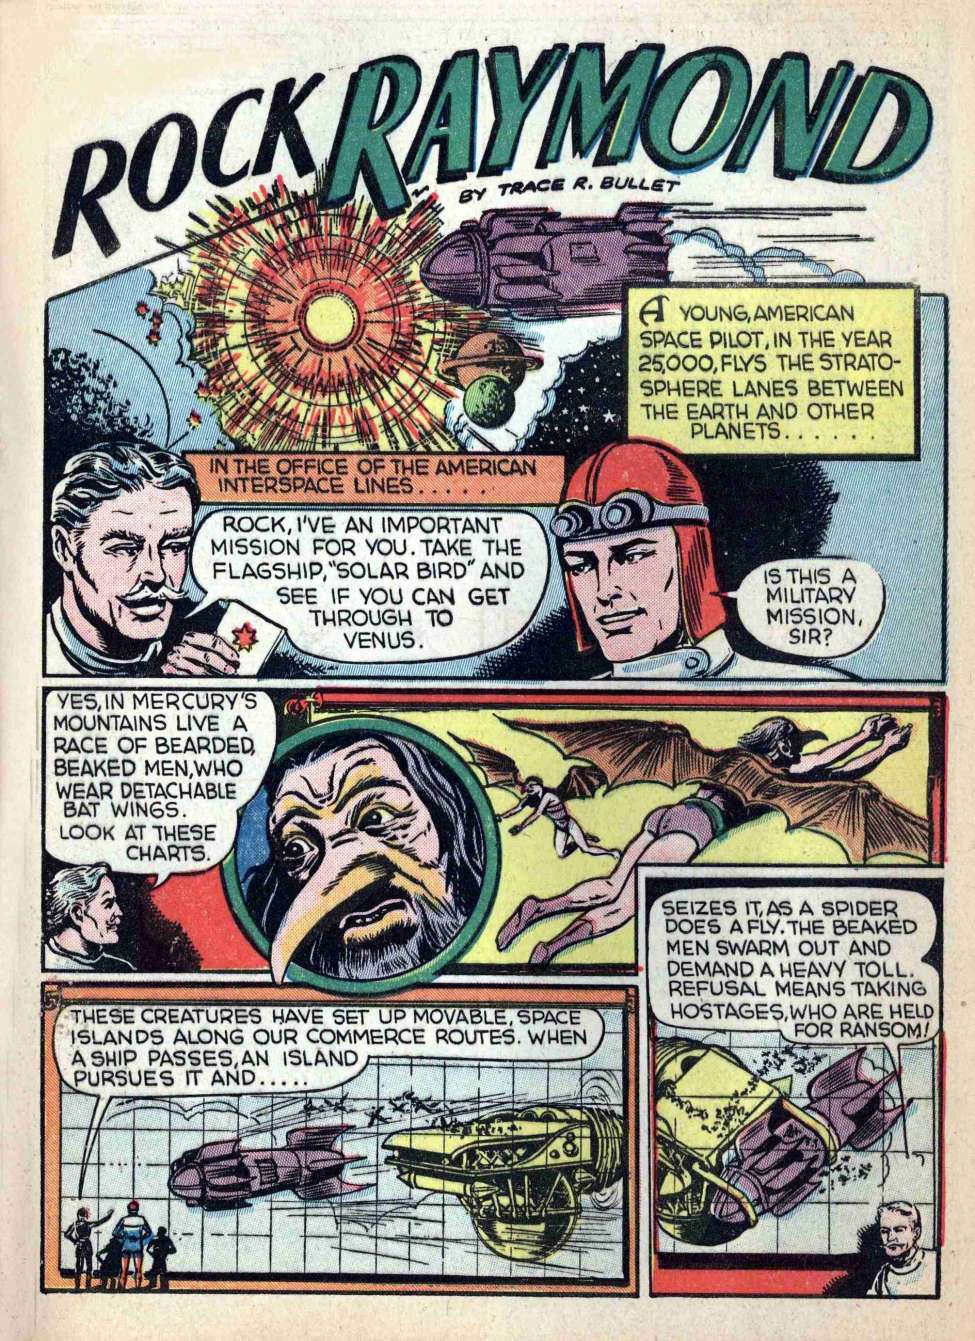 ROCK RAYMOND
BY TRACE R. BULLET
A YOUNG, AMERICAN
SPACE PILOT, IN THE YEAR
25,000, FLYS THE STRATO-
SPHERE LANES BETWEEN
THE EARTH AND OTHER
PLANETS......
IN THE OFFICE OF THE AMERICAN
INTERSPACE LINES.....
ROCK, I'VE AN IMPORTANT
MISSION FOR YOU. TAKE THE
FLAGSHIP, "SOLAR BIRD" AND
SEE IF YOU CAN GET
THROUGH TO
VENUS.
IS THIS A
MILITARY
MISSION,
SIR?
YES, IN MERCURY'S
MOUNTAINS LIVE A
RACE OF BEARDED,
BEAKED MEN, WHO
WEAR DETACHABLE
BAT WINGS.
LOOK AT THESE
CHARTS.
THESE CREATURES HAVE SET UP MOVABLE, SPACE
ISLANDS ALONG OUR COMMERCE ROUTES. WHEN
A SHIP PASSES, AN ISLAND
PURSUES IT AND.....
SEIZES IT, AS A SPIDER
DOES A FLY. THE BEAKED
MEN SWARM OUT AND
DEMAND A HEAVY TOLL.
REFUSAL MEANS TAKING
HOSTAGES, WHO ARE HELD
FOR RANSOM!